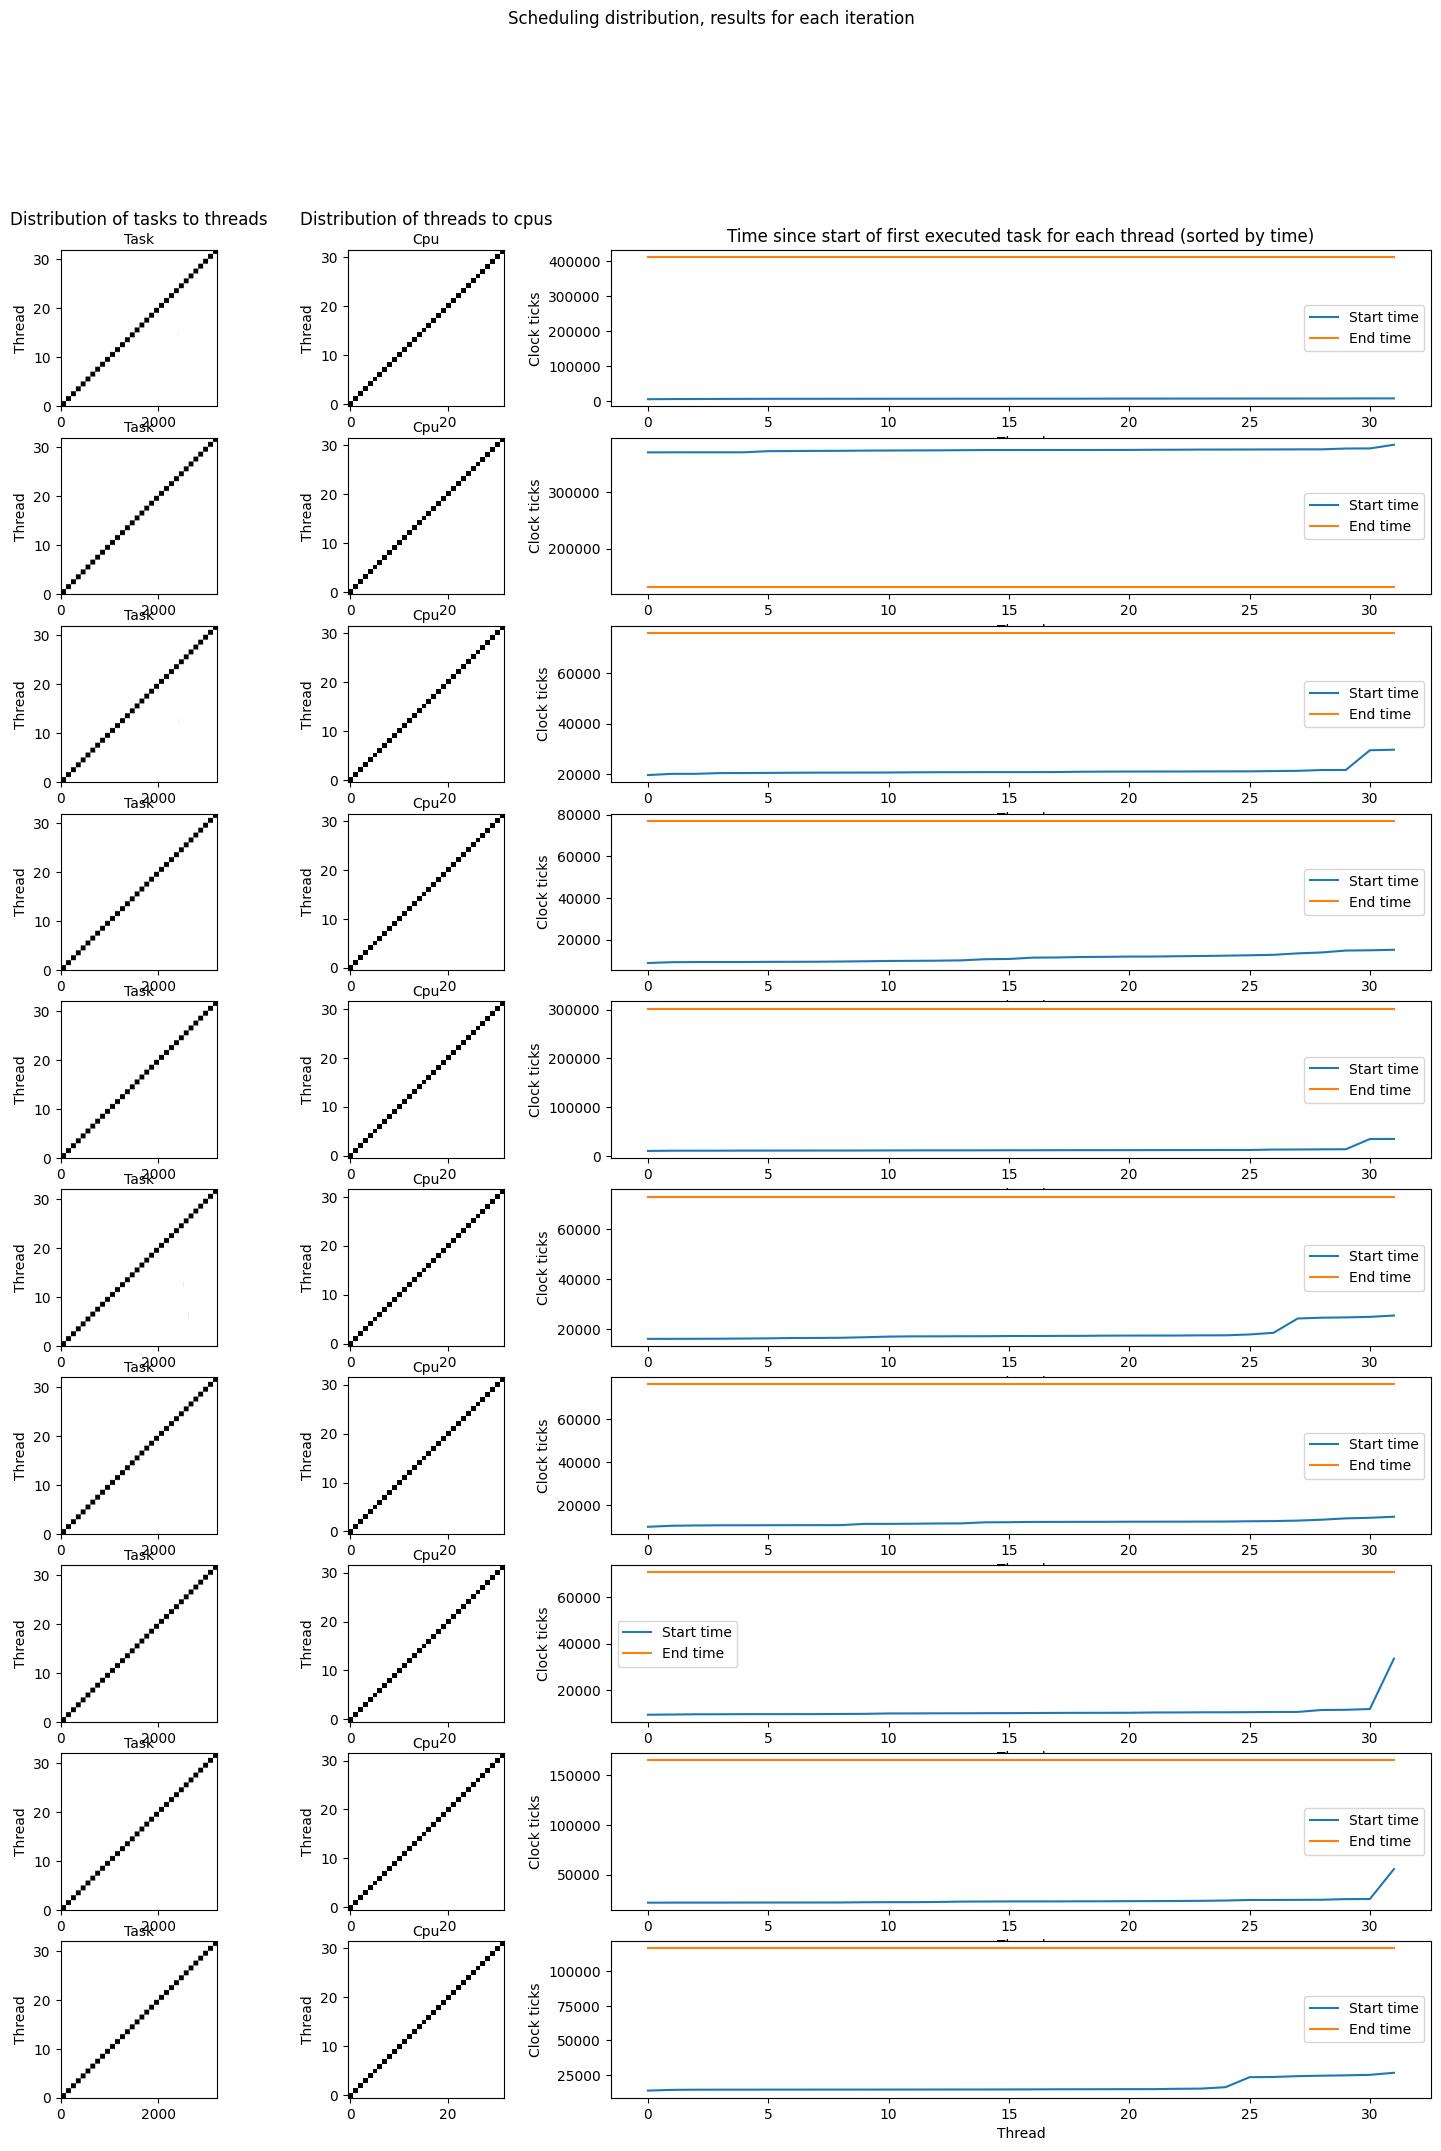 Scheduling distribution, results for each iteration
Distribution of tasks to threads
Distribution of threads to cpus
Time since start of first executed task for each thread (sorted by time)
Task
Thread
30
20
10
0
0 2000
Cpu
Thread
30
20
10
0
0 20
Clock ticks
400000
300000
200000
100000
0
Start time
End time
0 5 10 15 20 25 30
Task
Thread
30
20
10
0
0 2000
Cpu
Thread
30
20
10
0
0 20
Clock ticks
300000
200000
Start time
End time
0 5 10 15 20 25 30
Task
Thread
30
20
10
0
0 2000
Cpu
Thread
30
20
10
0
0 20
Clock ticks
60000
40000
20000
Start time
End time
0 5 10 15 20 25 30
Task
Thread
30
20
10
0
0 2000
Cpu
Thread
30
20
10
0
0 20
Clock ticks
80000
60000
40000
20000
Start time
End time
0 5 10 15 20 25 30
Task
Thread
30
20
10
0
0 2000
Cpu
Thread
30
20
10
0
0 20
Clock ticks
300000
200000
100000
0
Start time
End time
0 5 10 15 20 25 30
Task
Thread
30
20
10
0
0 2000
Cpu
Thread
30
20
10
0
0 20
Clock ticks
60000
40000
20000
Start time
End time
0 5 10 15 20 25 30
Task
Thread
30
20
10
0
0 2000
Cpu
Thread
30
20
10
0
0 20
Clock ticks
60000
40000
20000
Start time
End time
0 5 10 15 20 25 30
Task
Thread
30
20
10
0
0 2000
Cpu
Thread
30
20
10
0
0 20
Clock ticks
60000
40000
20000
Start time
End time
0 5 10 15 20 25 30
Task
Thread
30
20
10
0
0 2000
Cpu
Thread
30
20
10
0
0 20
Clock ticks
150000
100000
50000
Start time
End time
0 5 10 15 20 25 30
Task
Thread
30
20
10
0
0 2000
Cpu
Thread
30
20
10
0
0 20
Clock ticks
100000
75000
50000
25000
Start time
End time
0 5 10 15 20 25 30
Thread